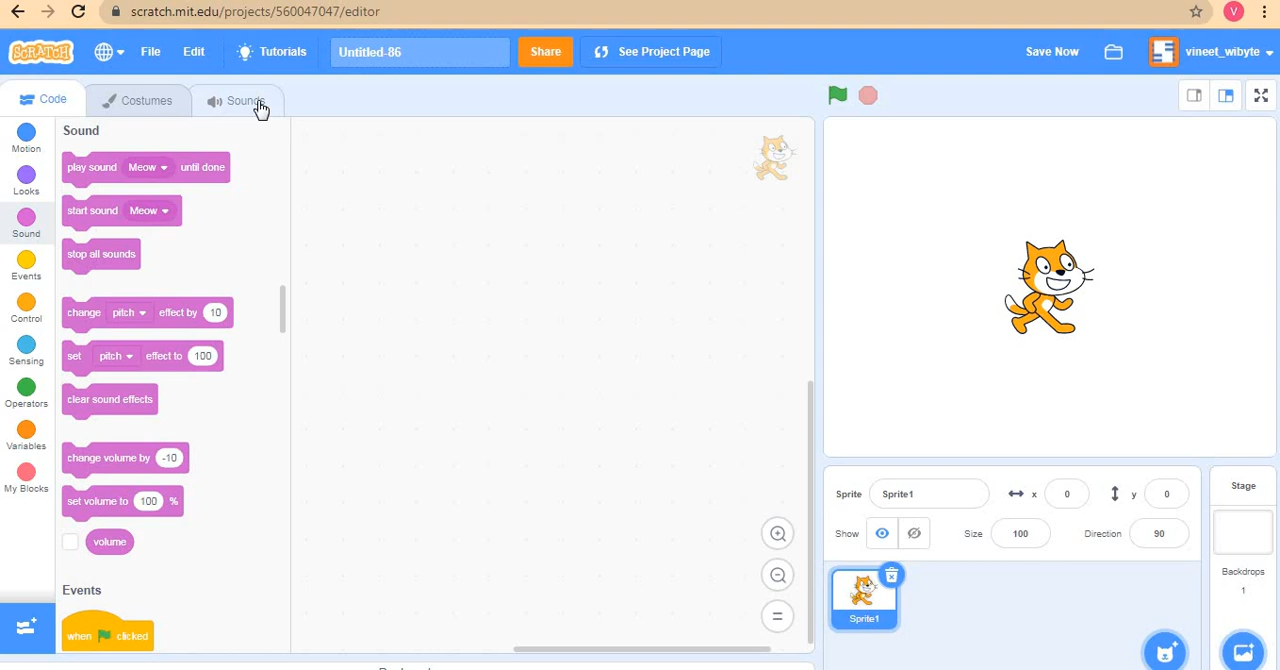 scratch.mit.edu/projects/560047047/editor
V
SCRATCH File Edit Tutorials Untitled-86 Share See Project Page Save Now vineet_wibyte
Code Costumes Sounds
Motion
Looks
Sound
Events
Control
Sensing
Operators
Variables
My Blocks
Sound
play sound Meow until done
start sound Meow
stop all sounds
change pitch effect by 10
set pitch effect to 100
clear sound effects
change volume by -10
set volume to 100 %
volume
Events
when clicked
Sprite Sprite1 x 0 y 0
Show Size 100 Direction 90
Sprite1
Stage
Backdrops
1